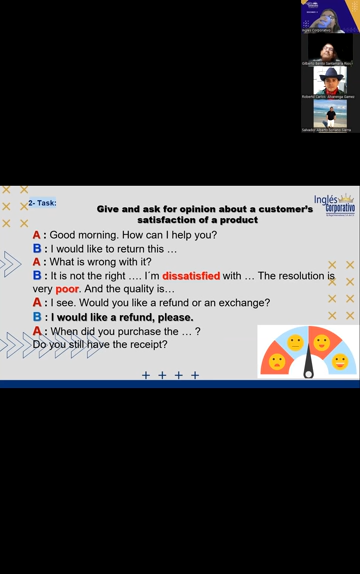 Inglés Corporativo
2- Task:
Inglés
Corporativo
Give and ask for opinion about a customer's
satisfaction of a product
A : Good morning. How can I help you?
B : I would like to return this …
A : What is wrong with it?
B : It is not the right …. I´m dissatisfied with … The resolution is
very poor. And the quality is…
A : I see. Would you like a refund or an exchange?
B : I would like a refund, please.
A : When did you purchase the … ?
Do you still have the receipt?